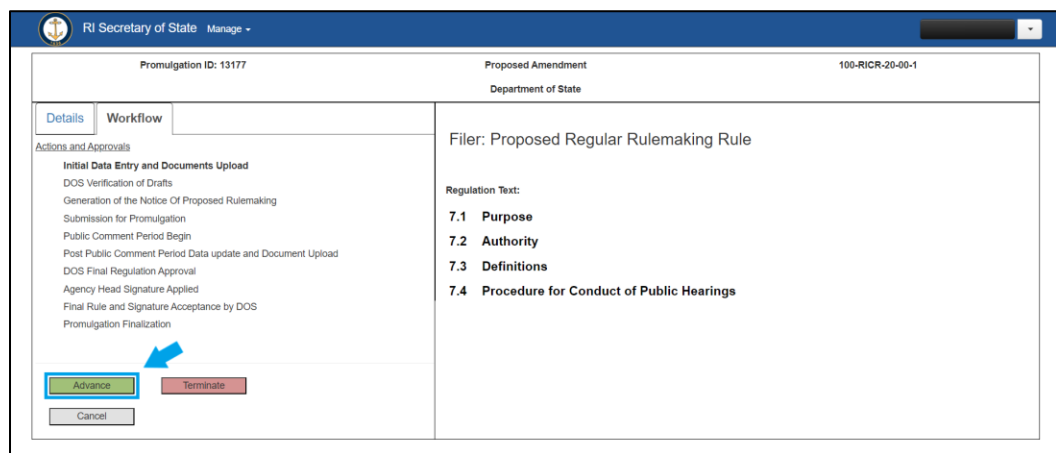 RI Secretary of State Manage
Promulgation ID: 13177 Proposed Amendment 100-RICR-20-00-1
Department of State
Details Workflow
Actions and Approvals
Initial Data Entry and Documents Upload
DOS Verification of Drafts
Generation of the Notice Of Proposed Rulemaking
Submission for Promulgation
Public Comment Period Begin
Post Public Comment Period Data update and Document Upload
DOS Final Regulation Approval
Agency Head Signature Applied
Final Rule and Signature Acceptance by DOS
Promulgation Finalization
Advance Terminate
Cancel
Filer: Proposed Regular Rulemaking Rule
Regulation Text:
7.1 Purpose
7.2 Authority
7.3 Definitions
7.4 Procedure for Conduct of Public Hearings